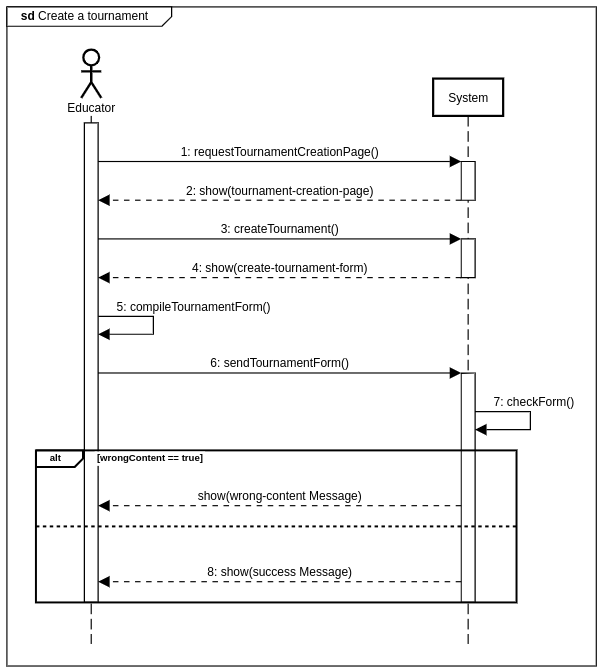 sd Create a tournament
Educator
System
1: requestTournamentCreationPage()
2: show(tournament-creation-page)
3: createTournament()
4: show(create-tournament-form)
5: compileTournamentForm()
6: sendTournamentForm()
7: checkForm()
alt [wrongContent == true]
show(wrong-content Message)
8: show(success Message)